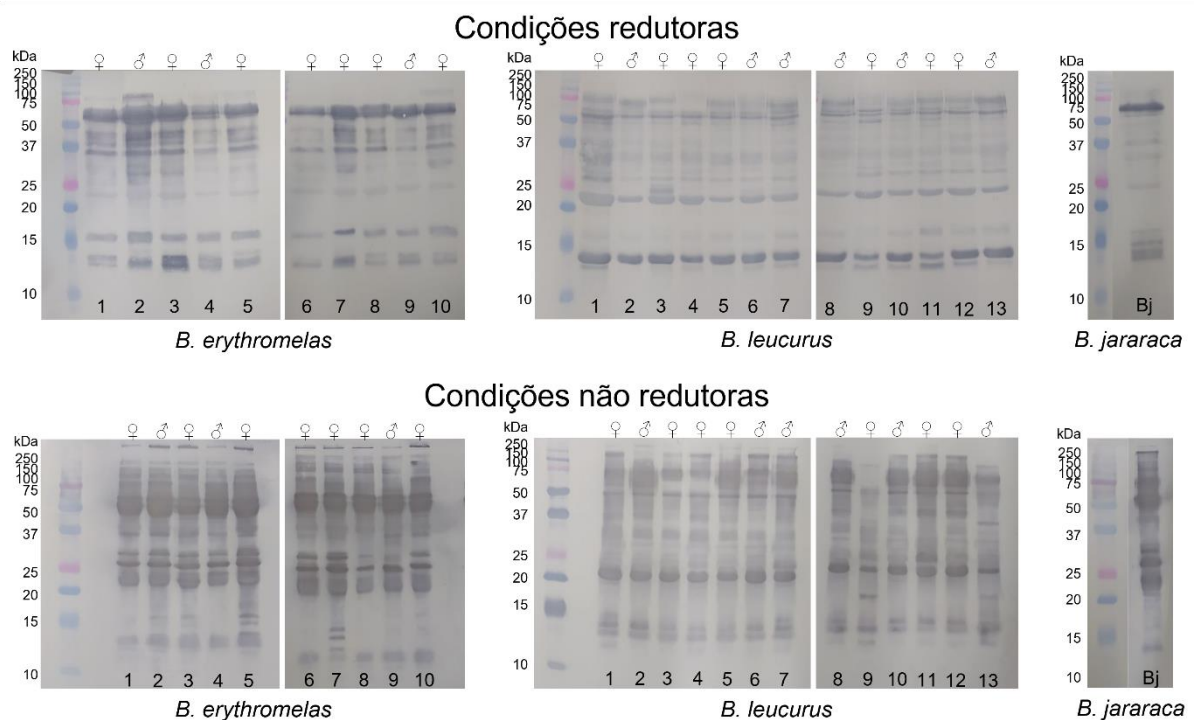 Condições redutoras
kDa
♀ ♂ ♀ ♂ ♀
♀ ♀ ♀ ♂ ♀
250
150
100
75
50
37
25
20
15
10
1 2 3 4 5
6 7 8 9 10
B. erythromelas
kDa
♀ ♂ ♀ ♀ ♀ ♂ ♂
♂ ♀ ♂ ♀ ♀ ♂
250
150
100
75
50
37
25
20
15
10
1 2 3 4 5 6 7
8 9 10 11 12 13
B. leucurus
kDa
250
150
100
75
50
37
25
20
15
10
Bj
B. jararaca
Condições não redutoras
kDa
♀ ♂ ♀ ♂ ♀
♀ ♀ ♀ ♂ ♀
250
150
100
75
50
37
25
20
15
10
1 2 3 4 5
6 7 8 9 10
B. erythromelas
kDa
♀ ♂ ♀ ♀ ♀ ♂ ♂
♂ ♀ ♂ ♀ ♀ ♂
250
150
100
75
50
37
25
20
15
10
1 2 3 4 5 6 7
8 9 10 11 12 13
B. leucurus
kDa
250
150
100
75
50
37
25
20
15
10
Bj
B. jararaca